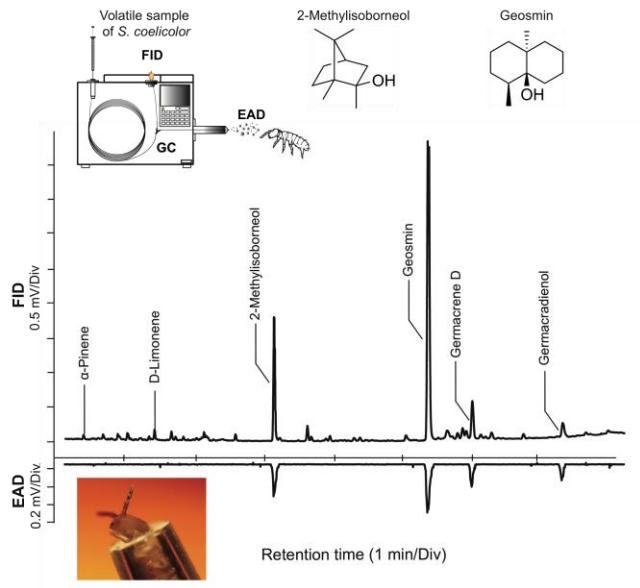 Volatile sample
of S. coelicolor
FID
GC
EAD
2-Methylisoborneol
OH
Geosmin
OH
FID
0.5 mV/Div
α-Pinene
D-Limonene
2-Methylisoborneol
Geosmin
Germacrene D
Germacradienol
EAD
0.2 mV/Div.
Retention time (1 min/Div)